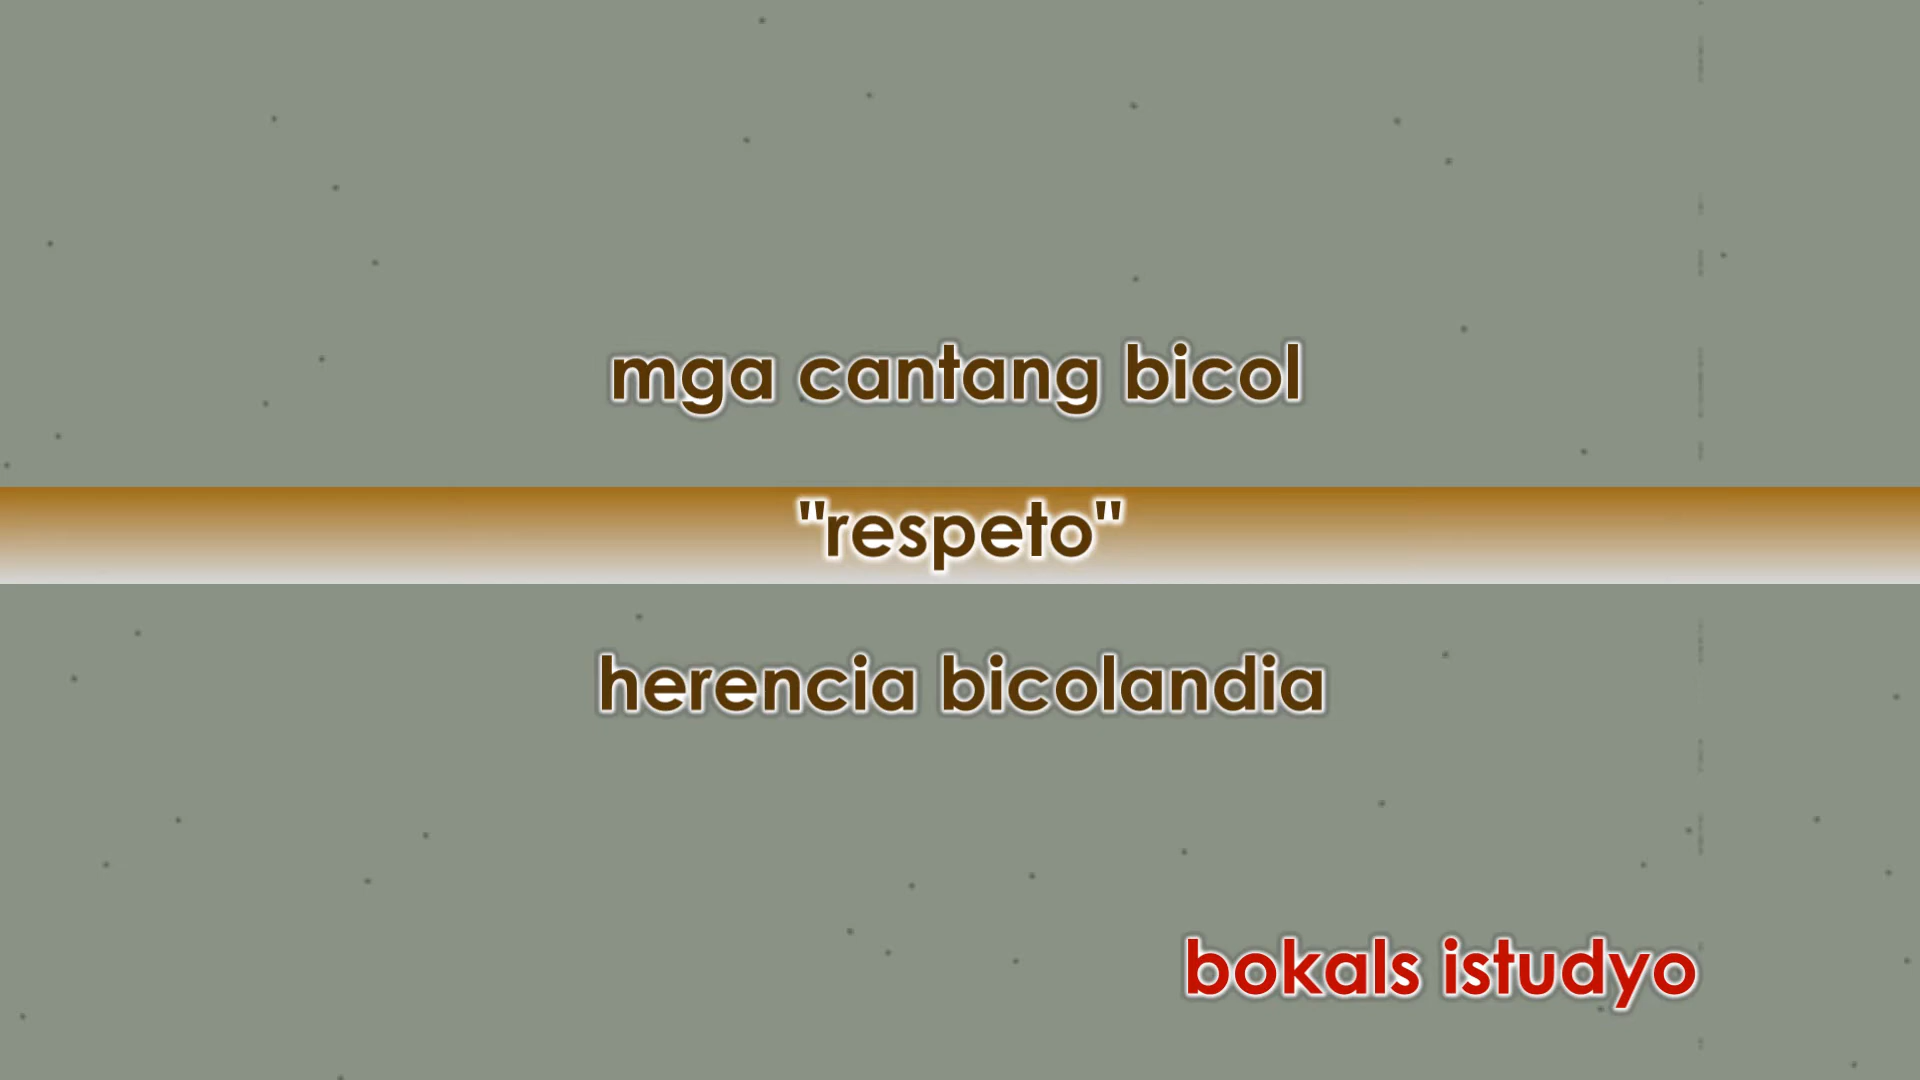 mga cantang bicol
"respeto"
herencia bicolandia
bokals istudyo